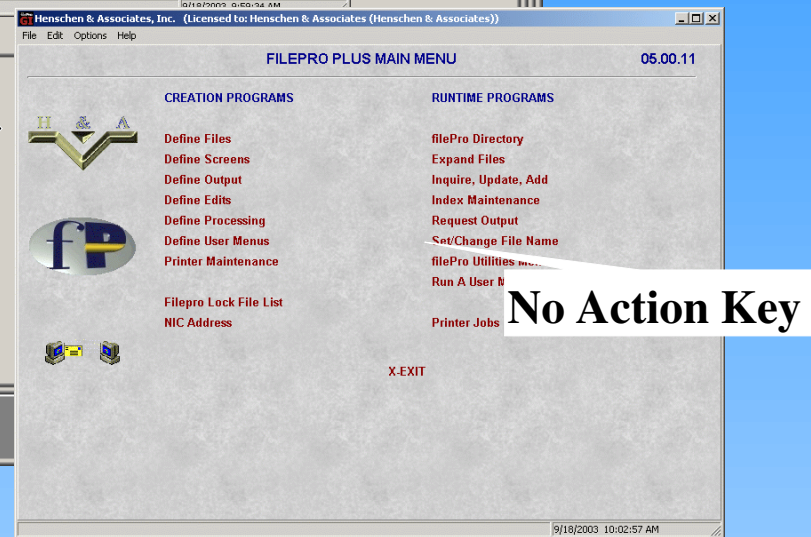 9/18/2003 9:59:34 AM
Henschen & Associates, Inc. (Licensed to: Henschen & Associates (Henschen & Associates))
File Edit Options Help
FILEPRO PLUS MAIN MENU 05.00.11
CREATION PROGRAMS RUNTIME PROGRAMS
H & A
Define Files filePro Directory
Define Screens Expand Files
Define Output Inquire, Update, Add
Define Edits Index Maintenance
Define Processing Request Output
fP
Define User Menus Set/Change File Name
Printer Maintenance filePro Utilities
Run A User
No Action Key
Filepro Lock File List
NIC Address Printer Jobs
X-EXIT
9/18/2003 10:02:57 AM